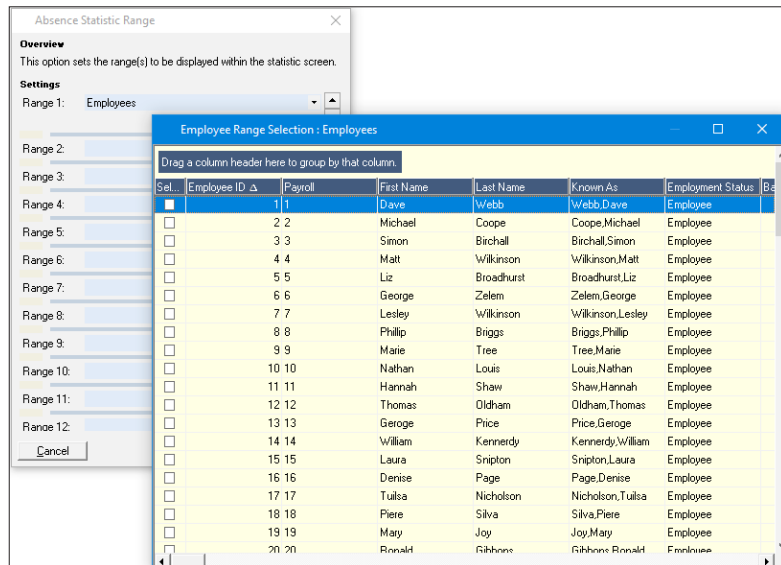 Absence Statistic Range
Overview
This option sets the range(s) to be displayed within the statistic screen.
Settings
Range 1: Employees
Range 2:
Range 3:
Range 4:
Range 5:
Range 6:
Range 7:
Range 8:
Range 9:
Range 10:
Range 11:
Range 12:
Cancel
Employee Range Selection : Employees
Drag a column header here to group by that column.
Sel... Employee ID Payroll First Name Last Name Known As Employment Status Ba
1 1 Dave Webb Webb,Dave Employee
2 2 Michael Coope Coope,Michael Employee
3 3 Simon Birchall Birchall,Simon Employee
4 4 Matt Wilkinson Wilkinson,Matt Employee
5 5 Liz Broadhurst Broadhurst,Liz Employee
6 6 George Zelem Zelem,George Employee
7 7 Lesley Wilkinson Wilkinson,Lesley Employee
8 8 Phillip Briggs Briggs,Phillip Employee
9 9 Marie Tree Tree,Marie Employee
10 10 Nathan Louis Louis,Nathan Employee
11 11 Hannah Shaw Shaw,Hannah Employee
12 12 Thomas Oldham Oldham,Thomas Employee
13 13 Geroge Price Price,Geroge Employee
14 14 William Kennerdy Kennerdy,William Employee
15 15 Laura Snipton Snipton,Laura Employee
16 16 Denise Page Page,Denise Employee
17 17 Tuilsa Nicholson Nicholson,Tuilsa Employee
18 18 Piere Silva Silva,Piere Employee
19 19 Mary Joy Joy,Mary Employee
20 20 Ronald Gibbons Gibbons,Ronald Employee